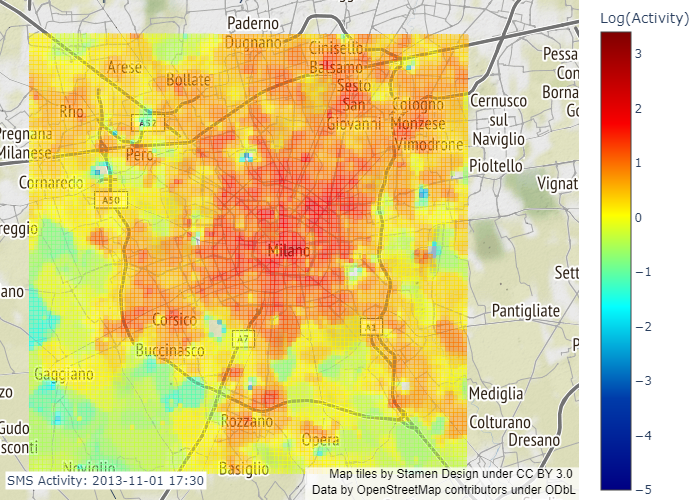 Log(Activity)
Paderno
Dugnano
Cinisello
Balsamo
Arese
Bollate
Sesto
San
Giovanni
Rho
A52
Cologno
Monzese
Cernusco
sul
Naviglio
Pero
Vimodrone
Pioltello
Cornaredo
A50
Milano
Corsico
A7
A1
Pantigliate
Buccinasco
Gaggiano
Mediglia
Rozzano
Colturano
Opera
Dresano
Noviglio
Basiglio
Pregnana
Milanese
reggio
ano
zo
Gudo
sconti
Pessa
Con
Borna
Go
Vignat
Sett
P
3
2
1
0
−1
−2
−3
−4
−5
SMS Activity: 2013-11-01 17:30
Map tiles by Stamen Design under CC BY 3.0
Data by OpenStreetMap contributors under ODbL